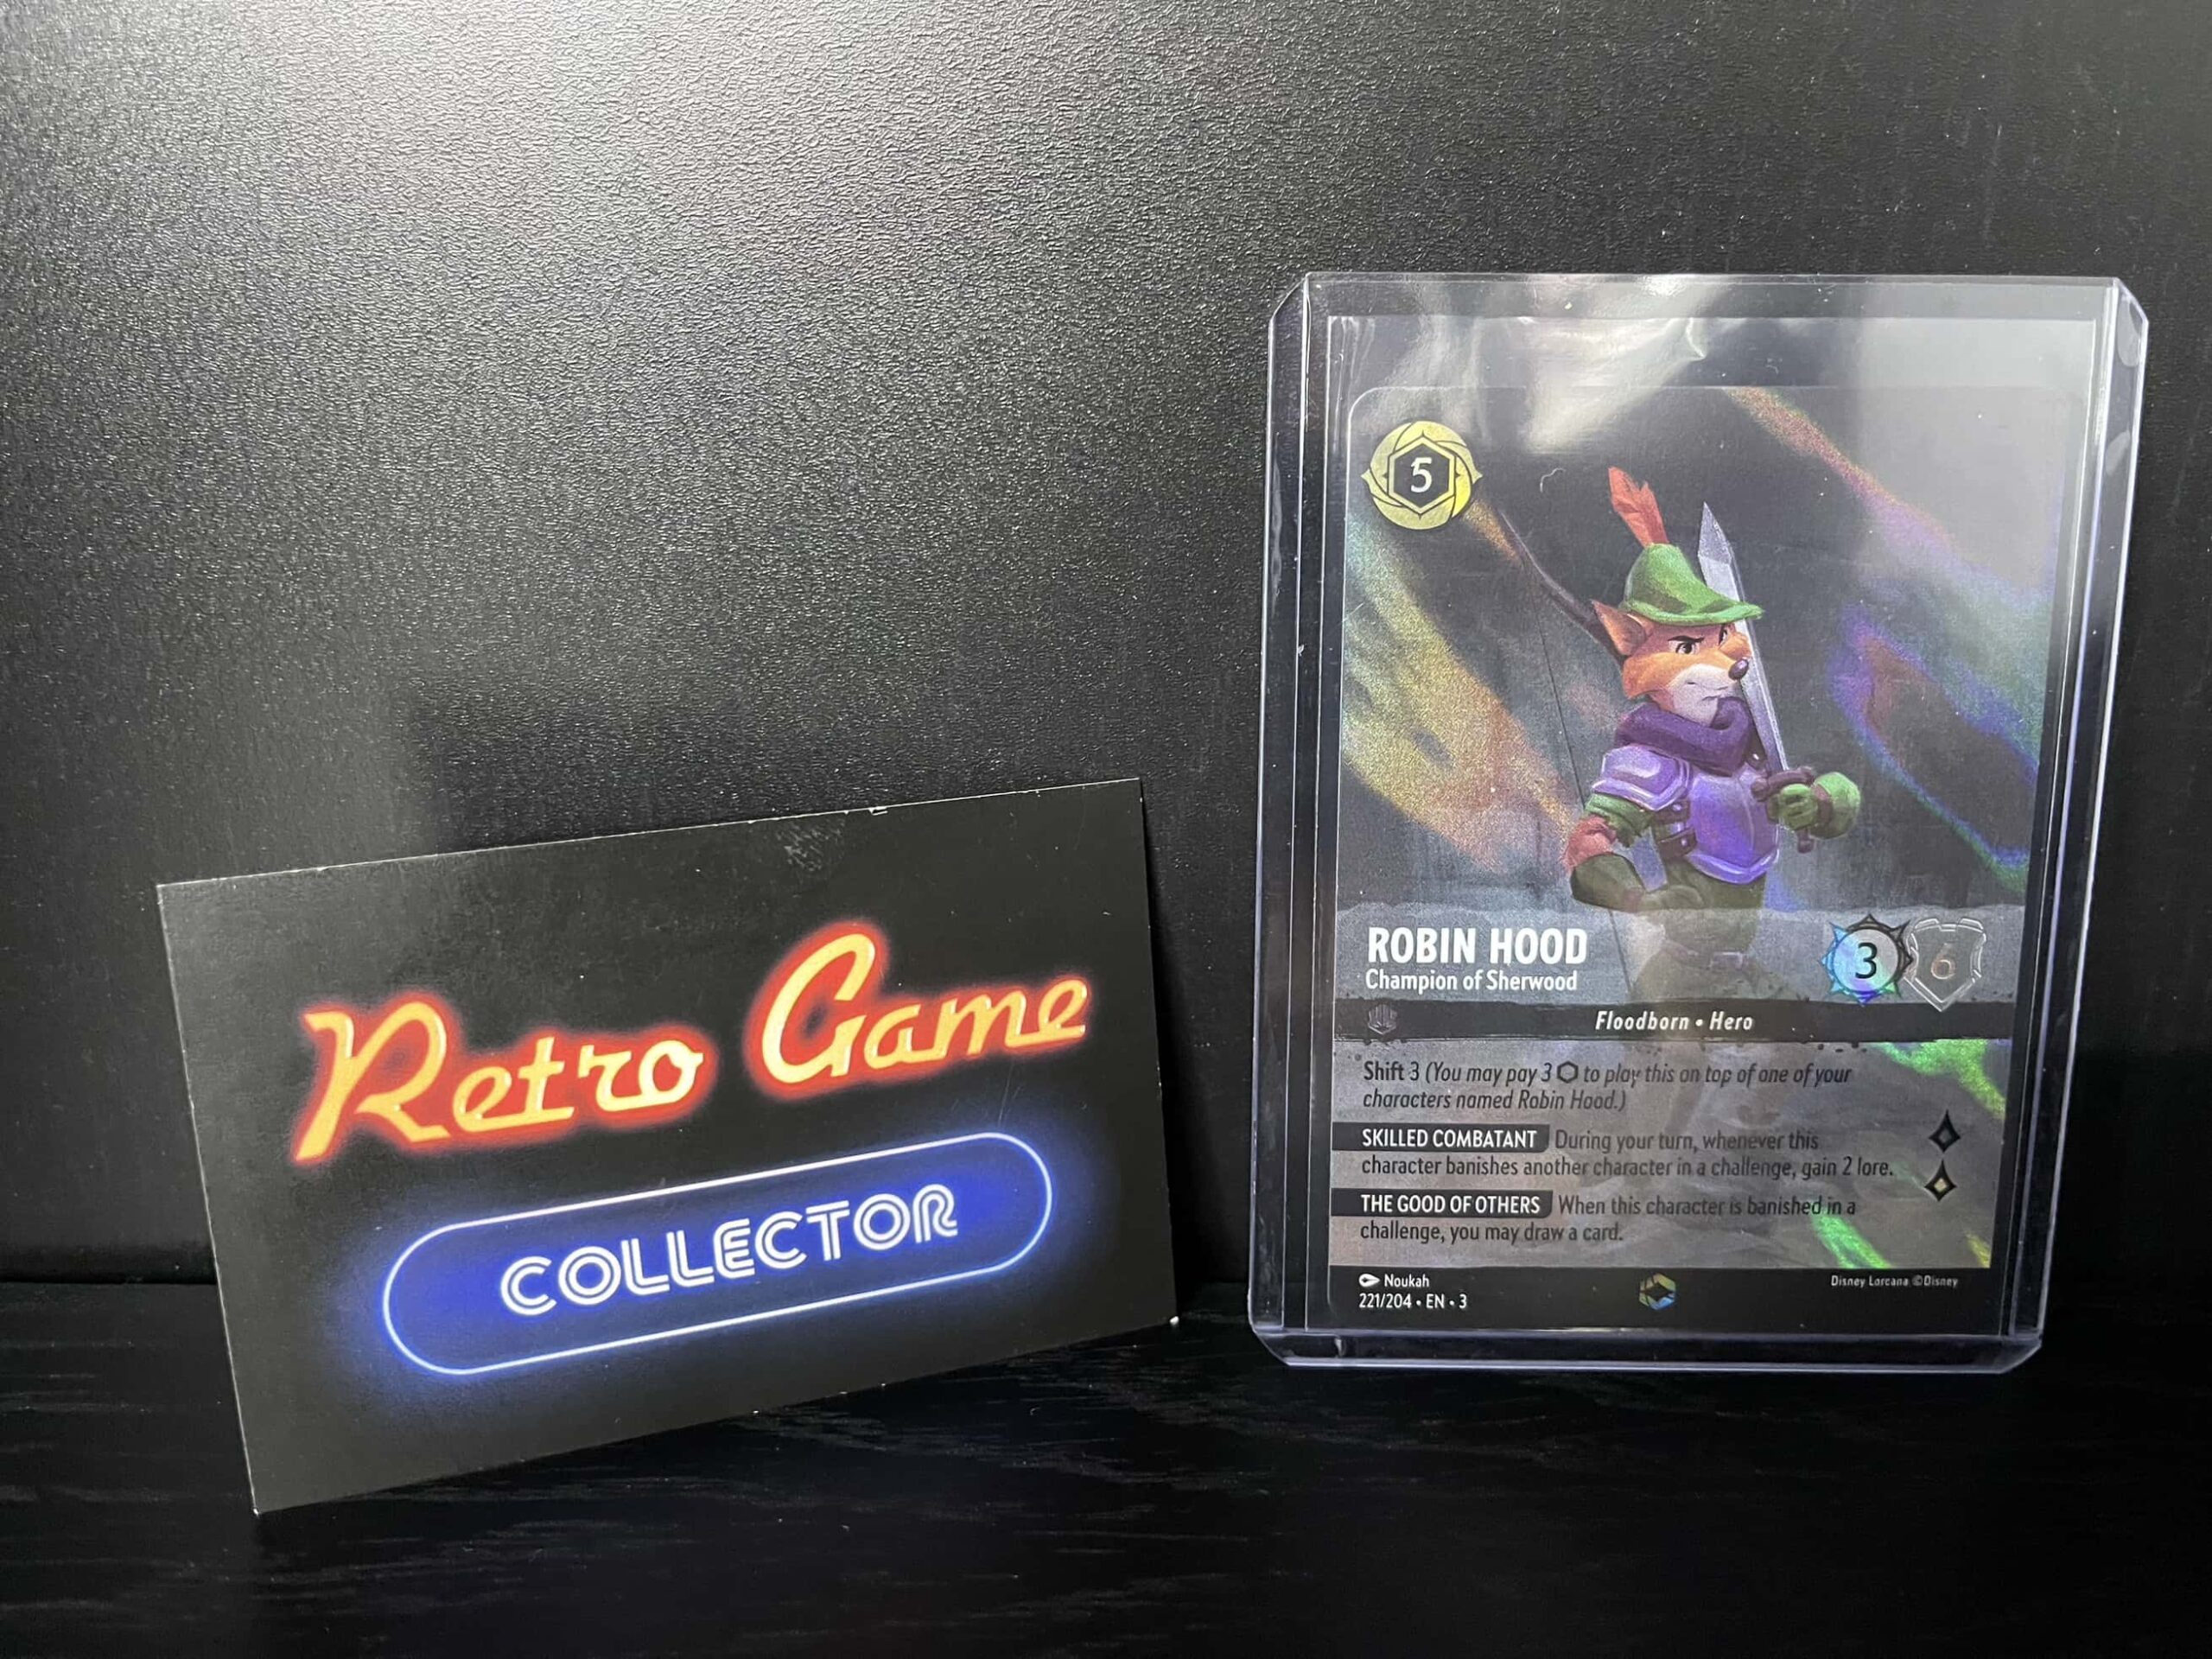 Retro Game
COLLECTOR
5
ROBIN HOOD
Champion of Sherwood
3 6
Floodborn • Hero
Shift 3 (You may pay 3 ⬡ to play this on top of one of your
characters named Robin Hood.)
SKILLED COMBATANT During your turn, whenever this
character banishes another character in a challenge, gain 2 lore.
THE GOOD OF OTHERS When this character is banished in a
challenge, you may draw a card.
Noukah
221/204 • EN • 3
Disney Lorcana ©Disney